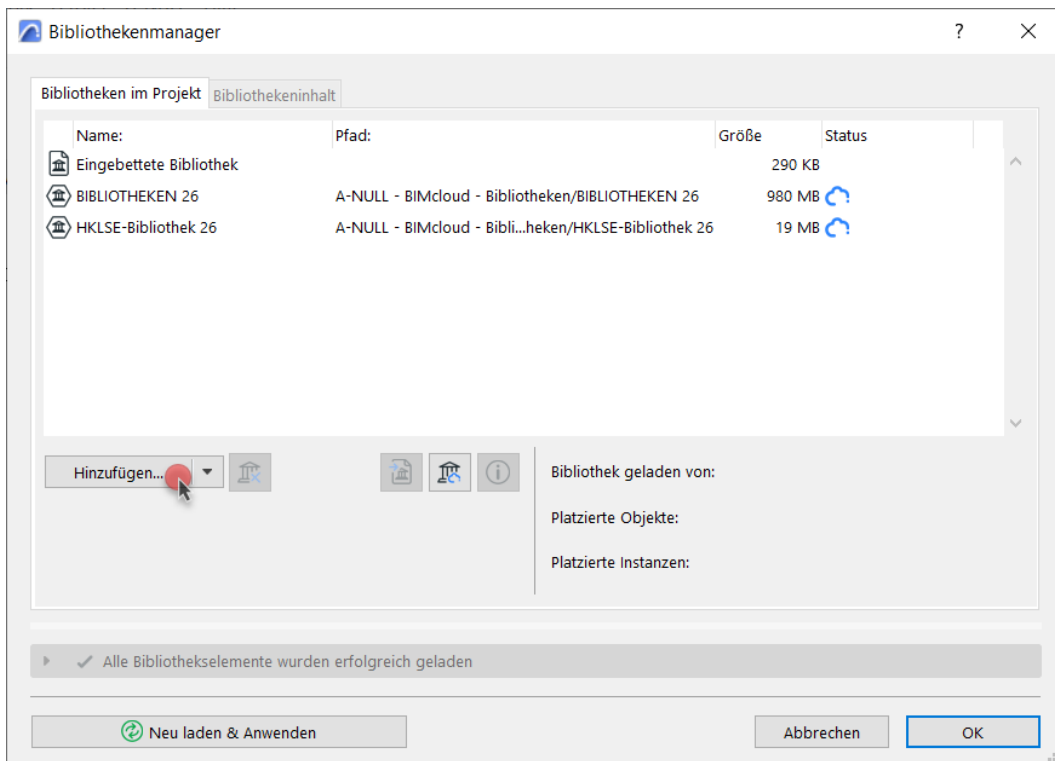 Bibliothekenmanager
?
Bibliotheken im Projekt Bibliothekeninhalt
Name: Pfad: Größe Status
Eingebettete Bibliothek 290 KB
BIBLIOTHEKEN 26 A-NULL - BIMcloud - Bibliotheken/BIBLIOTHEKEN 26 980 MB
HKLSE-Bibliothek 26 A-NULL - BIMcloud - Bibli...heken/HKLSE-Bibliothek 26 19 MB
Hinzufügen...
Bibliothek geladen von:
Platzierte Objekte:
Platzierte Instanzen:
Alle Bibliothekselemente wurden erfolgreich geladen
Neu laden & Anwenden Abbrechen OK